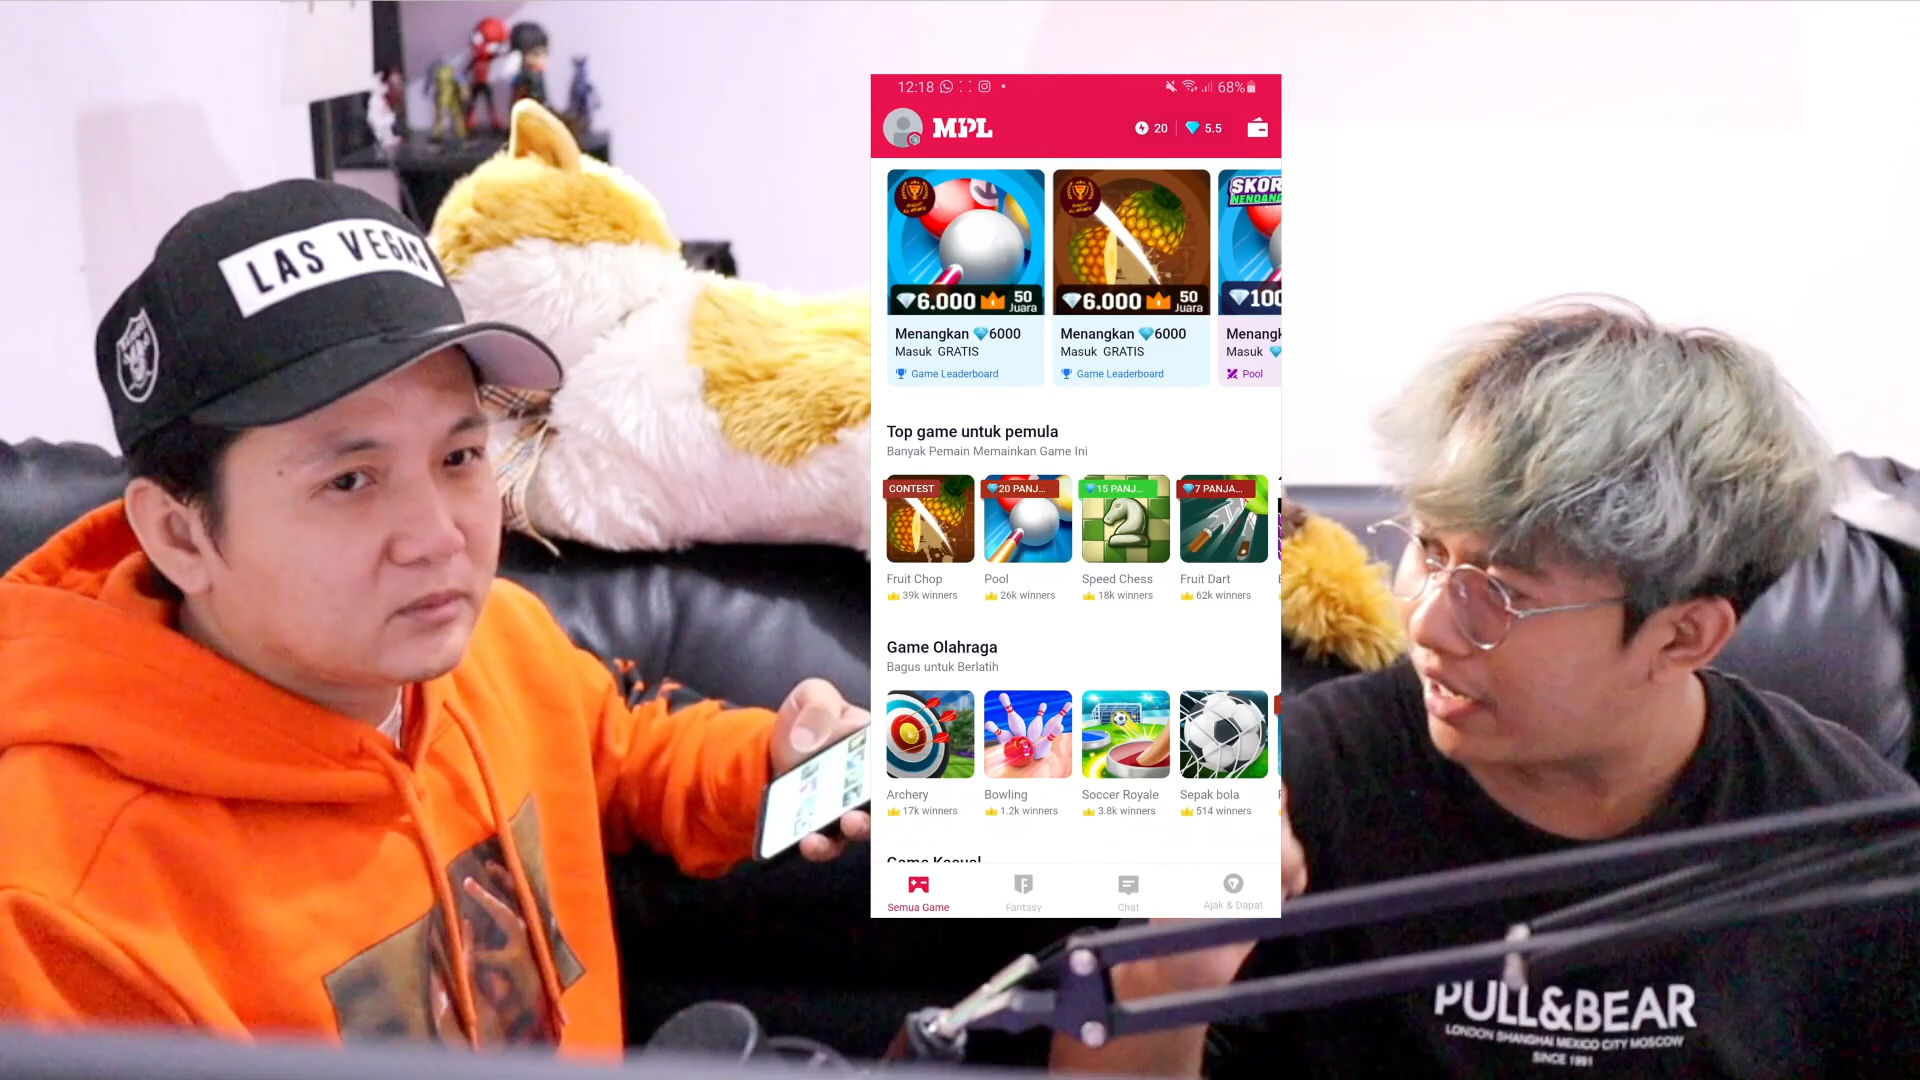 LAS VEGAS
12:18
68%
MPL
20
5.5
6.000
50
Juara
6.000
50
Juara
SKOR
NENDANG
100
Menangkan 6000
Masuk GRATIS
Game Leaderboard
Menangkan 6000
Masuk GRATIS
Game Leaderboard
Menangk
Masuk
Pool
Top game untuk pemula
Banyak Pemain Memainkan Game Ini
CONTEST
20 PANJ...
15 PANJ...
7 PANJA...
Fruit Chop
39k winners
Pool
26k winners
Speed Chess
18k winners
Fruit Dart
62k winners
Game Olahraga
Bagus untuk Berlatih
Archery
17k winners
Bowling
1.2k winners
Soccer Royale
3.8k winners
Sepak bola
514 winners
Game Kasual
Semua Game
Fantasy
Chat
Ajak & Dapat
PULL&BEAR
LONDON SHANGHAI MEXICO CITY MOSCOW
SINCE 1991